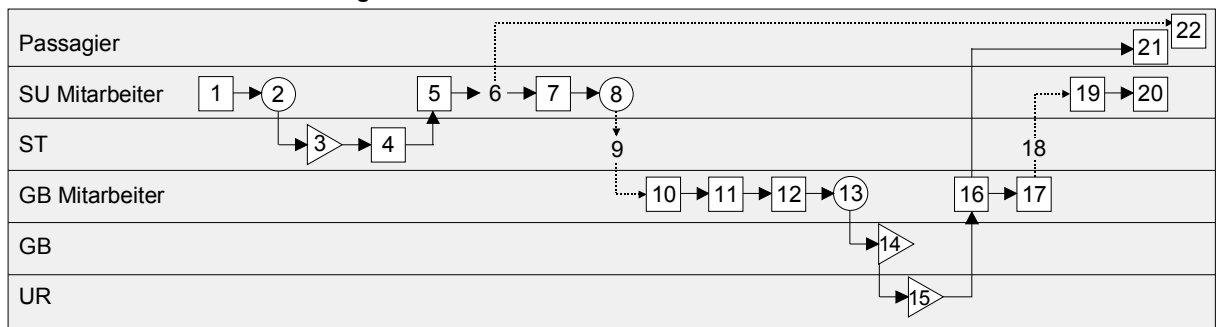 Passagier 22
21
SU Mitarbeiter 1 2 5 6 7 8 19 20
ST 3 4 9 18
GB Mitarbeiter 10 11 12 13 16 17
GB 14
UR 15